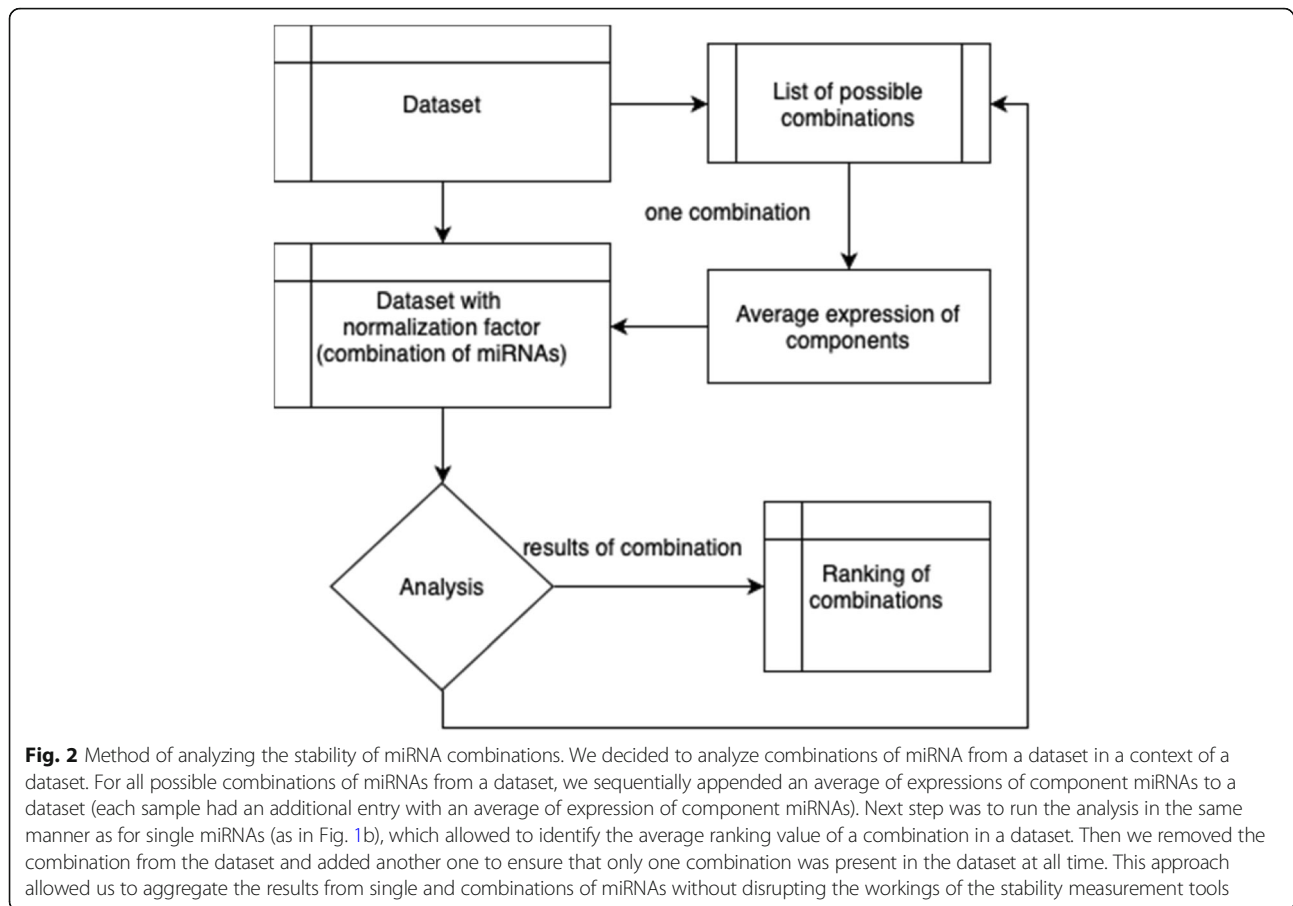 Dataset
List of possible
combinations
one combination
Dataset with
normalization factor
(combination of miRNAs)
Average expression of
components
Analysis
results of combination
Ranking of
combinations
Fig. 2 Method of analyzing the stability of miRNA combinations. We decided to analyze combinations of miRNA from a dataset in a context of a
dataset. For all possible combinations of miRNAs from a dataset, we sequentially appended an average of expressions of component miRNAs to a
dataset (each sample had an additional entry with an average of expression of component miRNAs). Next step was to run the analysis in the same
manner as for single miRNAs (as in Fig. 1b), which allowed to identify the average ranking value of a combination in a dataset. Then we removed the
combination from the dataset and added another one to ensure that only one combination was present in the dataset at all time. This approach
allowed us to aggregate the results from single and combinations of miRNAs without disrupting the workings of the stability measurement tools